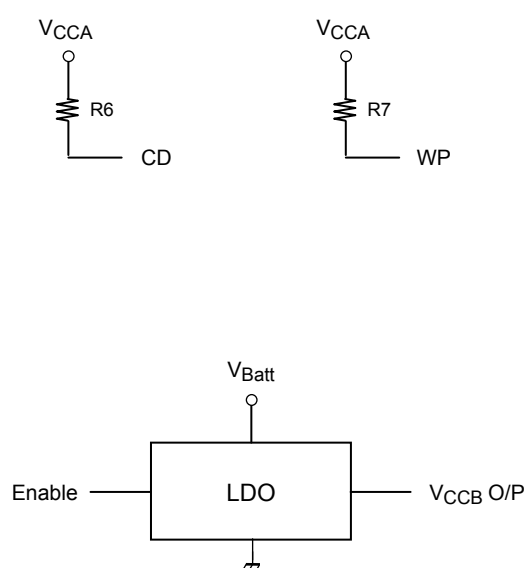 VCCA
VCCA
R6
R7
CD
WP
VBatt
Enable
LDO
VCCB O/P